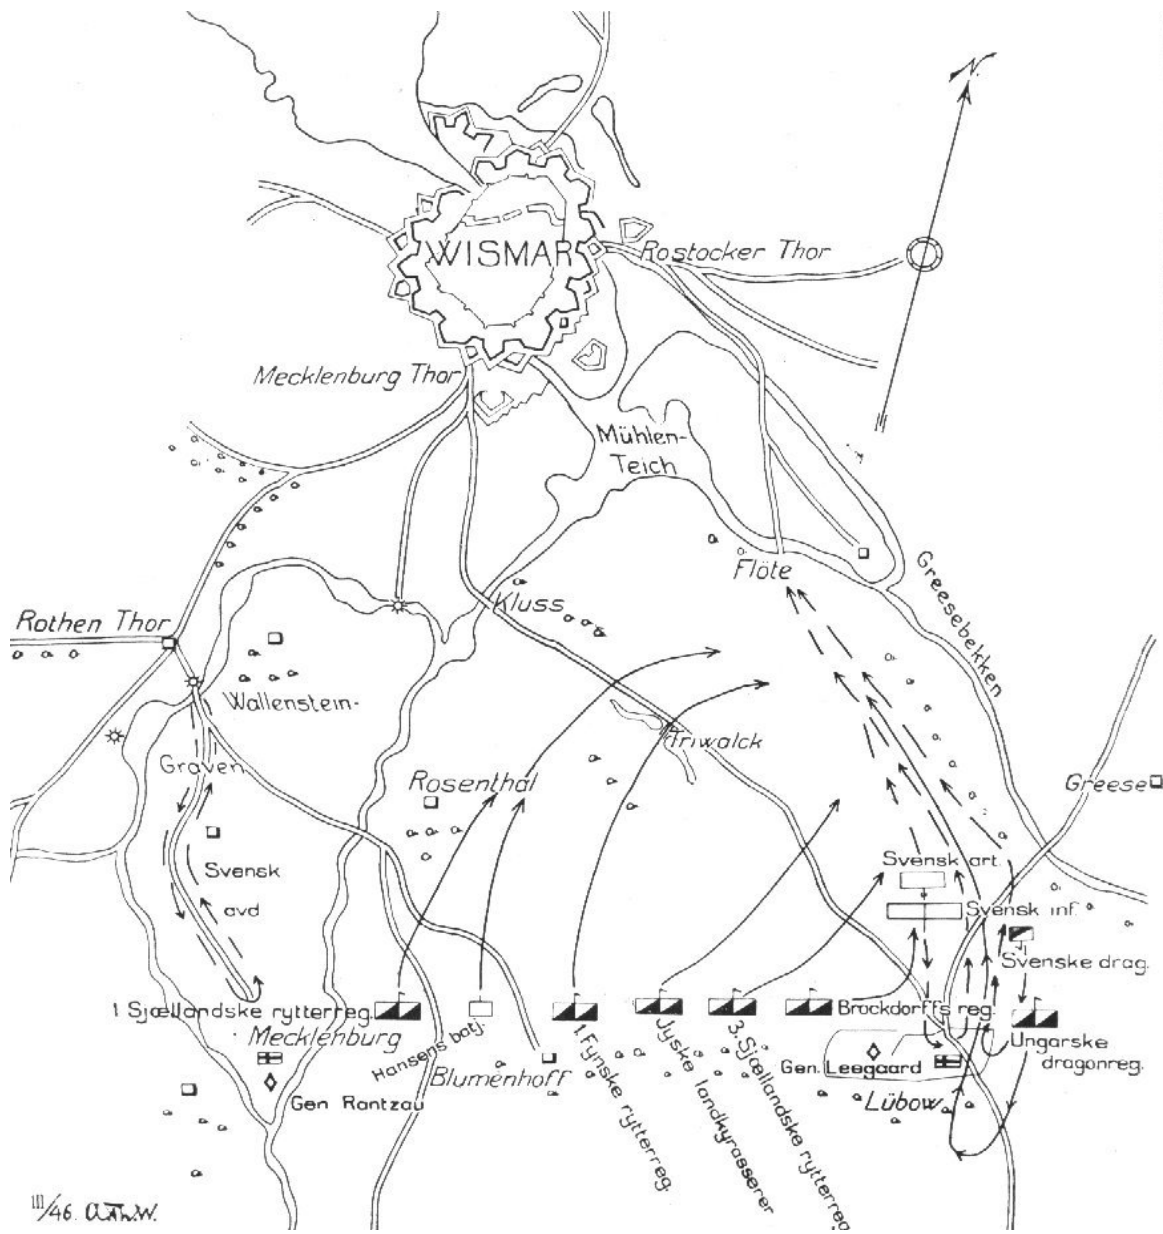 N
WISMAR
Rostocker Thor
Mecklenburg Thor
Mühlen-
Teich
Flöte
Greesebekken
Kluss
Rothen Thor
Wallenstein-
Graven
Triwalck
Rosenthal
Greese
Svensk
avd
Svensk art.
Svensk inf.
Svenske drag.
1 Sjællandske rytterreg.
Mecklenburg
Gen Rantzau
Hansens batj.
Blumenhoff
1. Fynske rytterreg.
Jyske landkyrasserer
3. Sjællandske rytterreg
Brockdorffs reg.
Gen. Leegaard
Lübow
Ungarske
dragonreg.
III/46.